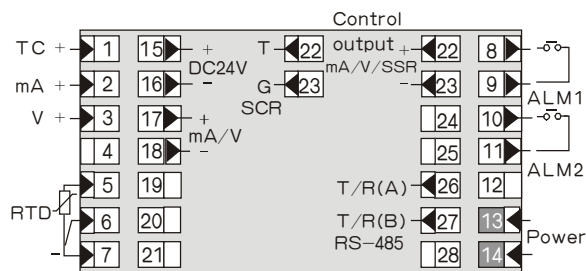 Control
TC + 1 15 + T 22 output + 22 8
DC24V mA/V/SSR
mA + 2 16 - G 23 - 23 9
SCR ALM1
V + 3 17 + 24 10
mA/V
4 18 - 25 11
ALM2
5 19 T/R(A) 26 12
RTD
6 20 T/R(B) 27 13
RS-485 Power
- 7 21 28 14